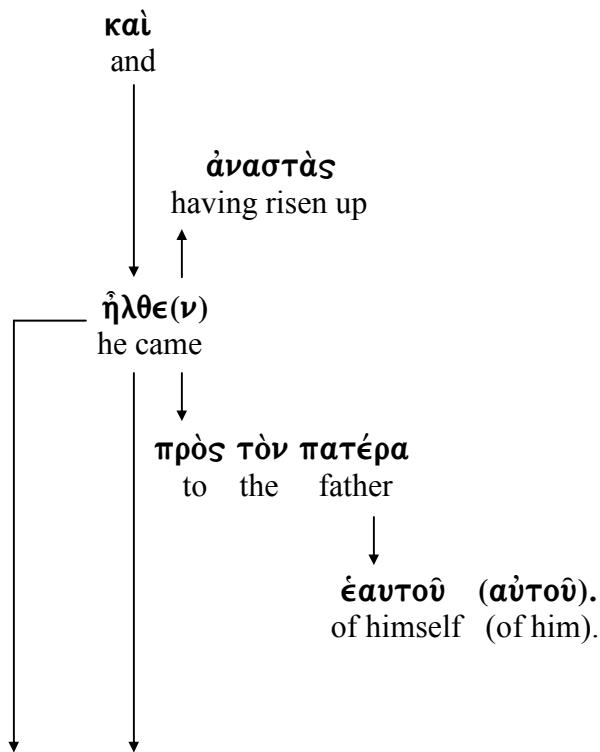 καὶ
and
ἀναστὰς
having risen up
ἦλθε(ν)
he came
πρὸς τὸν πατέρα
to the father
ἑαυτοῦ (αὐτοῦ).
of himself (of him).